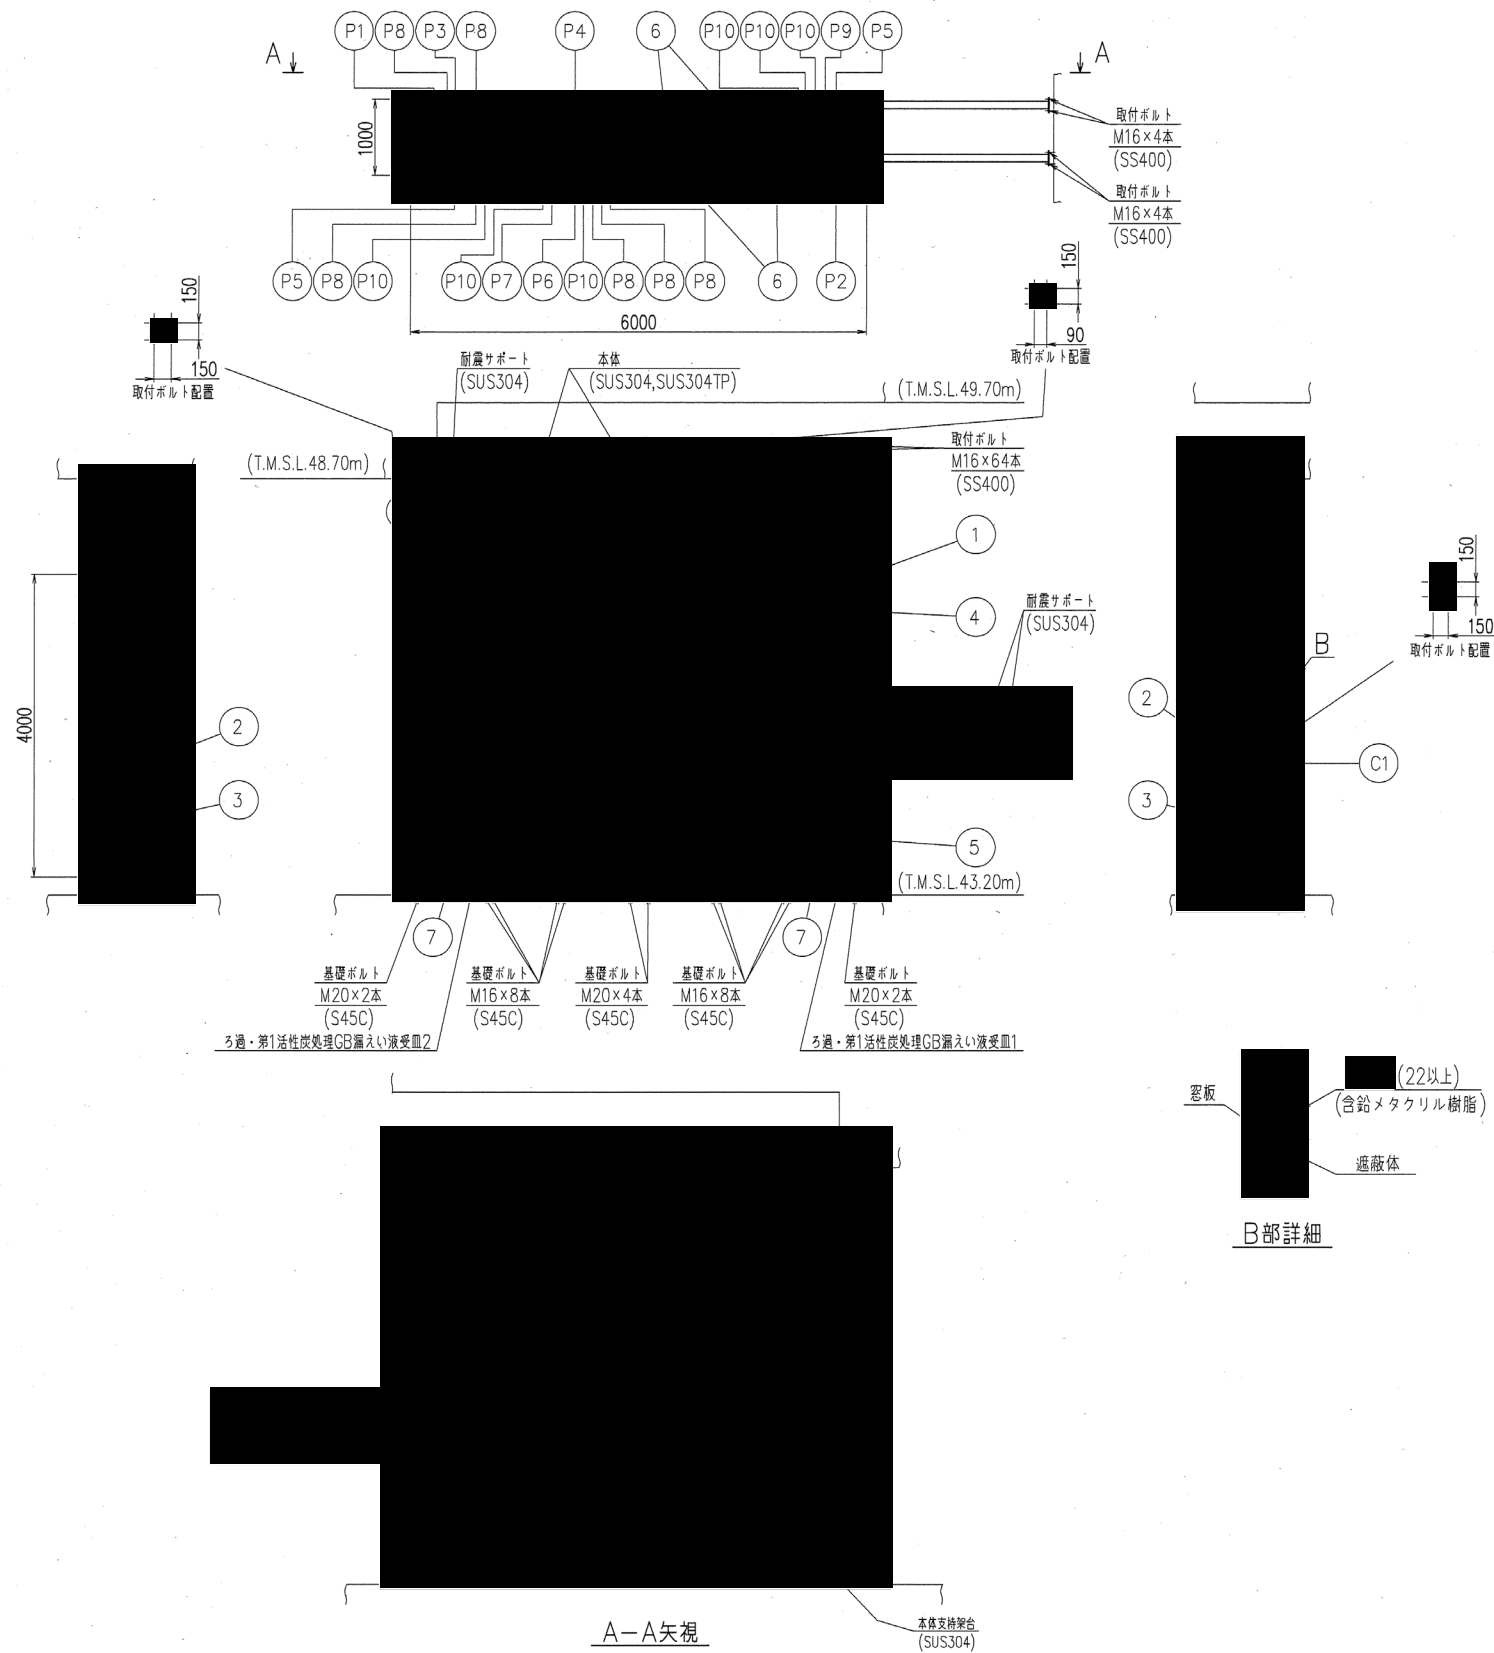 P1 P8 P3 P8 P4 6 P10 P10 P10 P9 P5
A A
1000
取付ボルト
M16×4本
(SS400)
取付ボルト
M16×4本
(SS400)
P5 P8 P10 P10 P7 P6 P10 P8 P8 P8 6 P2
6000
150
150
取付ボルト配置
150
90
取付ボルト配置
耐震サポート
(SUS304)
本体
(SUS304,SUS304TP)
(T.M.S.L.49.70m)
取付ボルト
M16×64本
(SS400)
(T.M.S.L.48.70m)
1
4
耐震サポート
(SUS304)
150
150
取付ボルト配置
B
4000
2
3
2
C1
3
5
(T.M.S.L.43.20m)
7 7
基礎ボルト
M20×2本
(S45C)
基礎ボルト
M16×8本
(S45C)
基礎ボルト
M20×4本
(S45C)
基礎ボルト
M16×8本
(S45C)
基礎ボルト
M20×2本
(S45C)
ろ過・第1活性炭処理GB漏えい液受皿2
ろ過・第1活性炭処理GB漏えい液受皿1
窓板
(22以上)
(含鉛メタクリル樹脂)
遮蔽体
B部詳細
本体支持架台
(SUS304)
A－A矢視